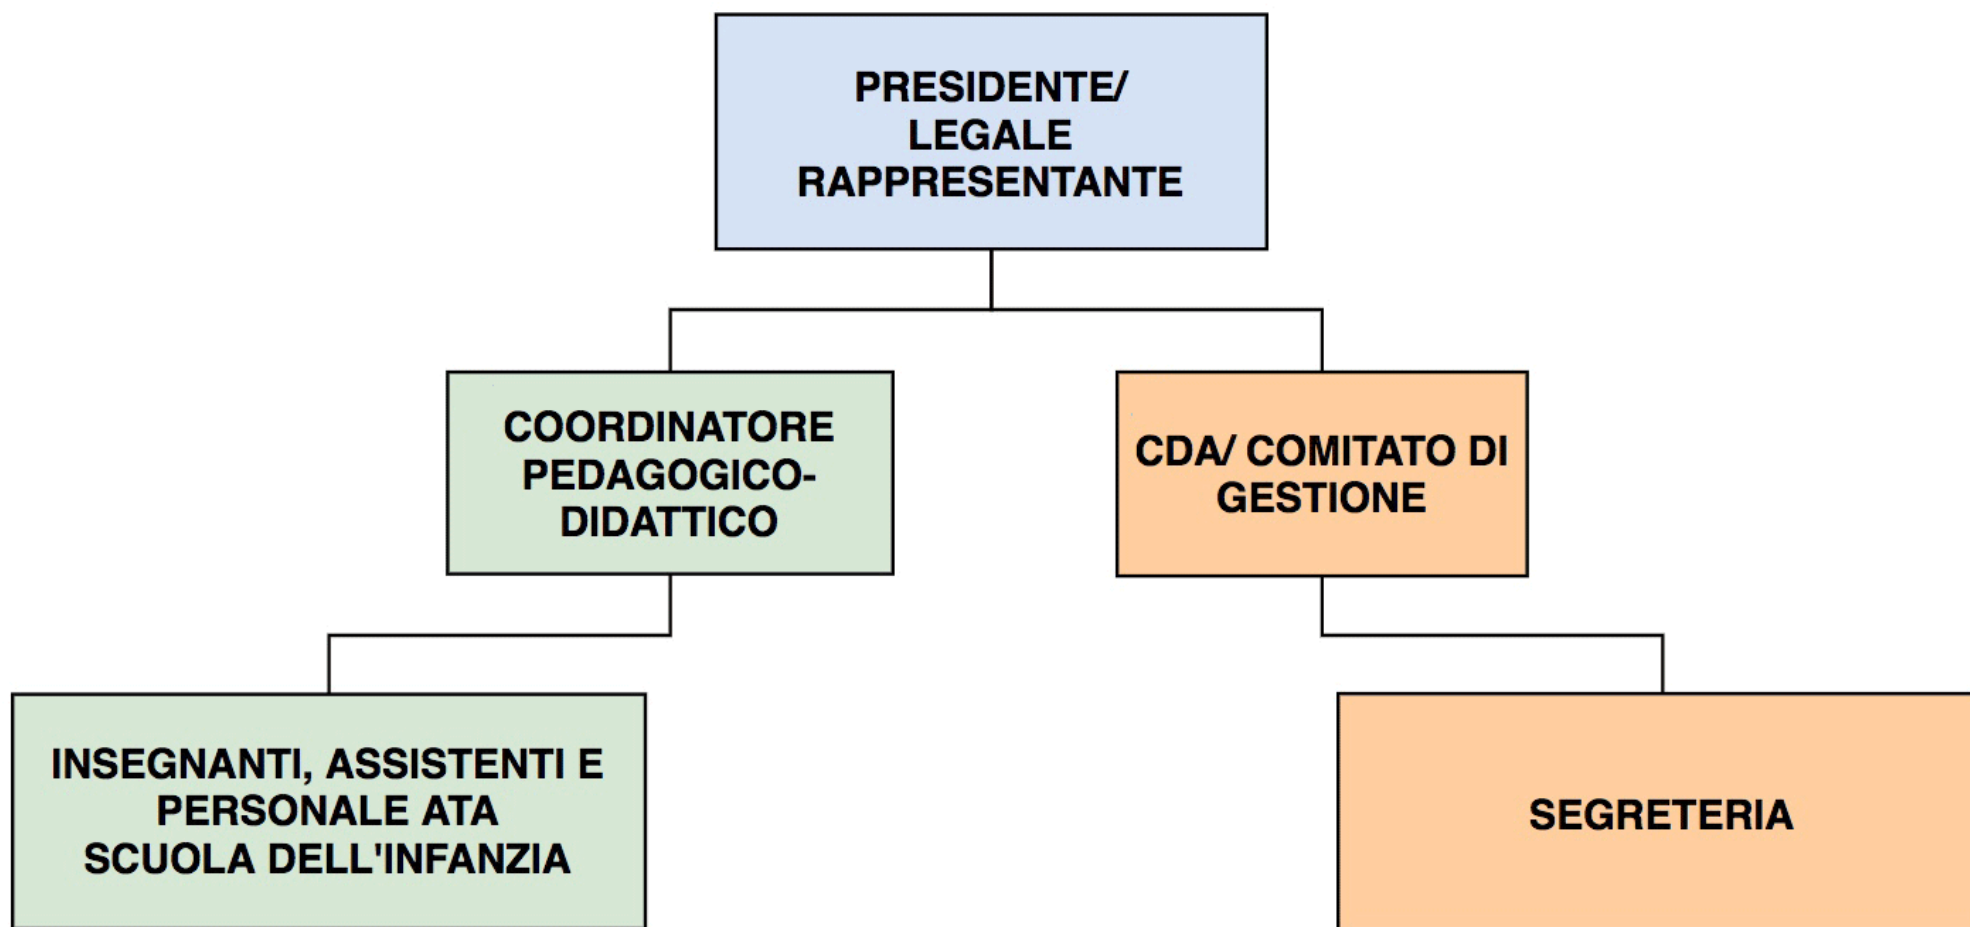 PRESIDENTE/
LEGALE
RAPPRESENTANTE
COORDINATORE
PEDAGOGICO-
DIDATTICO
CDA/ COMITATO DI
GESTIONE
INSEGNANTI, ASSISTENTI E
PERSONALE ATA
SCUOLA DELL'INFANZIA
SEGRETERIA